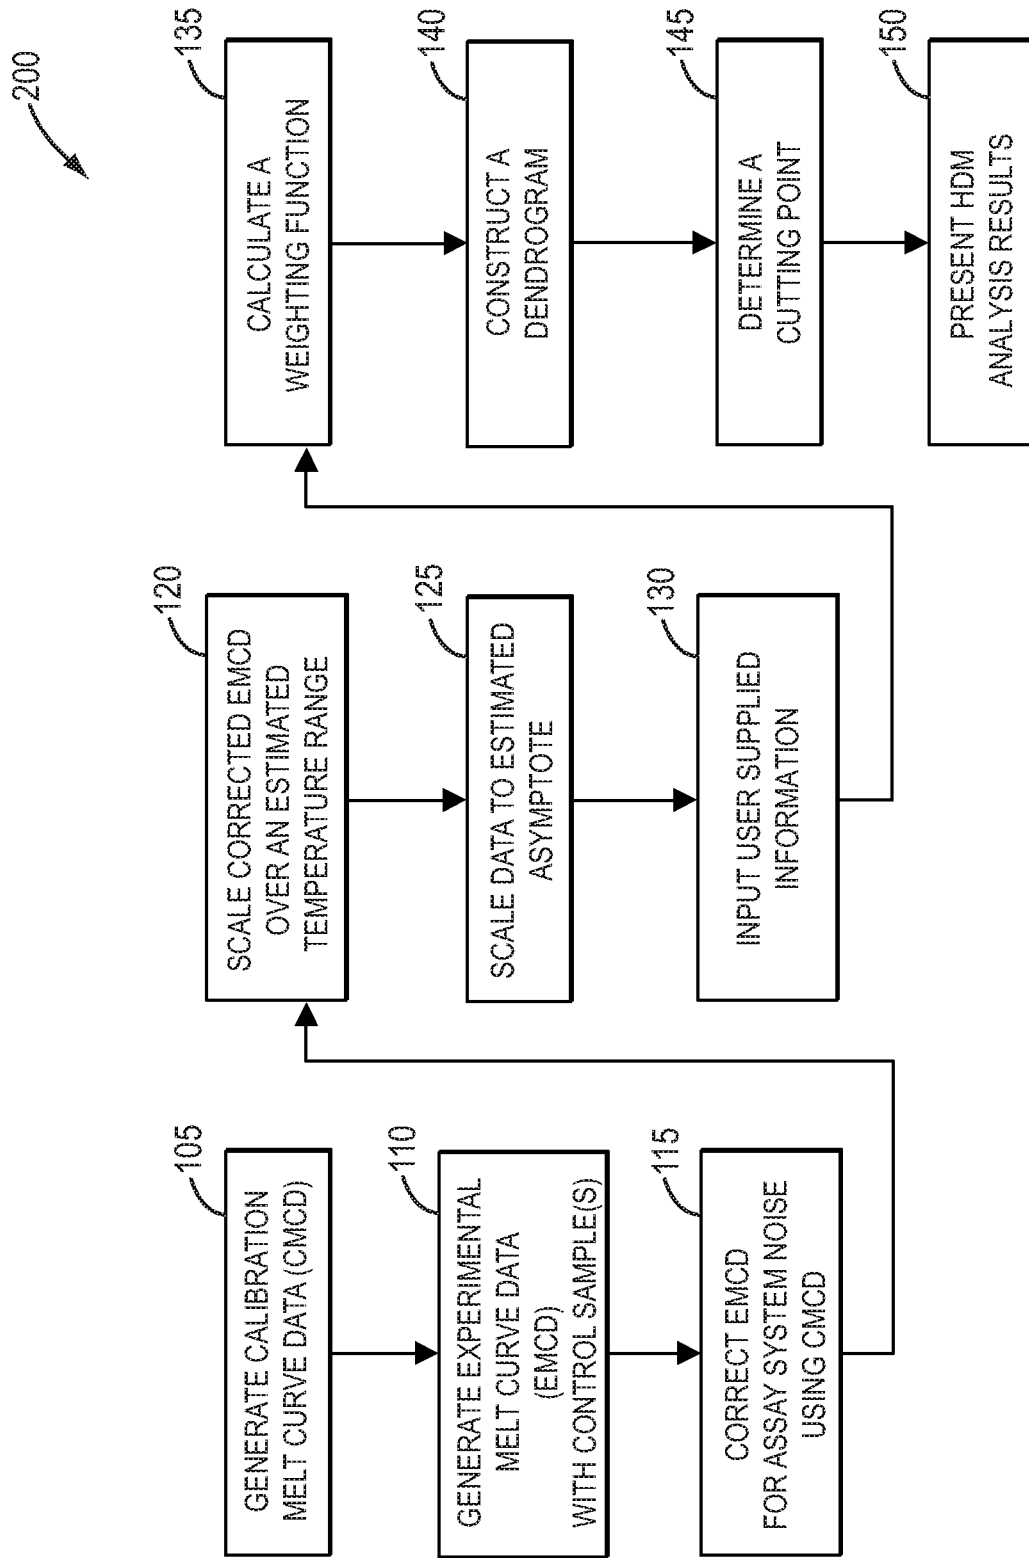 200
105
GENERATE CALIBRATION
MELT CURVE DATA (CMCD)
110
GENERATE EXPERIMENTAL
MELT CURVE DATA
(EMCD)
WITH CONTROL SAMPLE(S)
115
CORRECT EMCD
FOR ASSAY SYSTEM NOISE
USING CMCD
120
SCALE CORRECTED EMCD
OVER AN ESTIMATED
TEMPERATURE RANGE
125
SCALE DATA TO ESTIMATED
ASYMPTOTE
130
INPUT USER SUPPLIED
INFORMATION
135
CALCULATE A
WEIGHTING FUNCTION
140
CONSTRUCT A
DENDROGRAM
145
DETERMINE A
CUTTING POINT
150
PRESENT HDM
ANALYSIS RESULTS